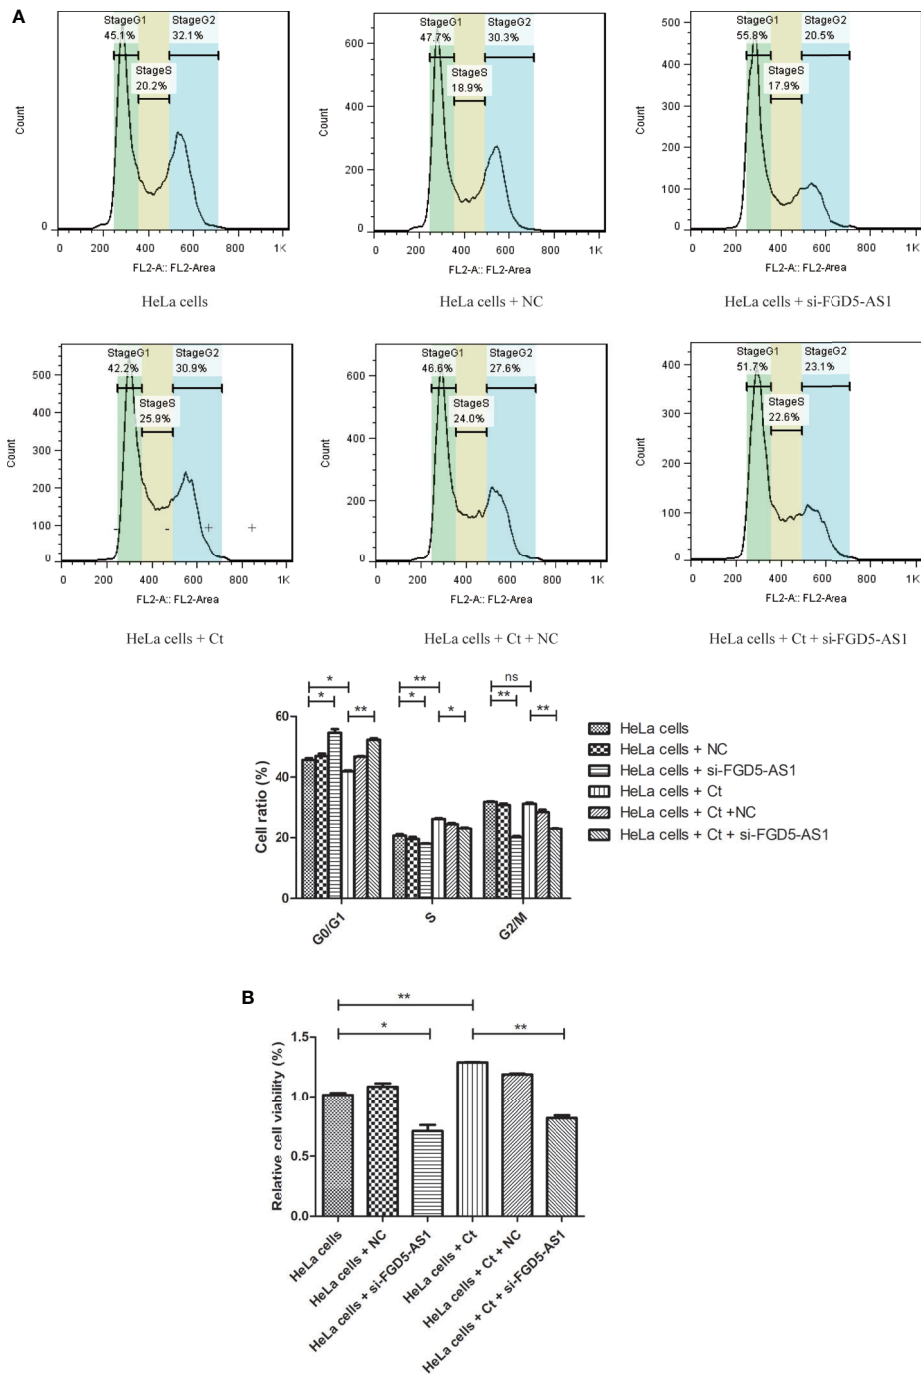 A
StageG1
45.1%
StageG2
32.1%
StageS
20.2%
Count
0
0 200 400 600 800 1K
FL2-A:: FL2-Area
HeLa cells
StageG1
47.7%
StageG2
30.3%
StageS
18.9%
Count
600
400
200
0
0 200 400 600 800 1K
FL2-A:: FL2-Area
HeLa cells + NC
StageG1
55.8%
StageG2
20.5%
StageS
17.9%
Count
500
400
300
200
100
0
0 200 400 600 800 1K
FL2-A:: FL2-Area
HeLa cells + si-FGD5-AS1
StageG1
42.2%
StageG2
30.9%
StageS
25.9%
Count
500
400
300
200
100
0
- - + +
0 200 400 600 800 1K
FL2-A:: FL2-Area
HeLa cells + Ct
StageG1
46.6%
StageG2
27.6%
StageS
24.0%
Count
600
400
200
0
0 200 400 600 800 1K
FL2-A:: FL2-Area
HeLa cells + Ct + NC
StageG1
51.7%
StageG2
23.1%
StageS
22.6%
Count
400
300
200
100
0
0 200 400 600 800 1K
FL2-A:: FL2-Area
HeLa cells + Ct + si-FGD5-AS1
* ** ns
* ** * * ** **
Cell ratio (%)
60
40
20
0
G0/G1 S G2/M
HeLa cells
HeLa cells + NC
HeLa cells + si-FGD5-AS1
HeLa cells + Ct
HeLa cells + Ct +NC
HeLa cells + Ct + si-FGD5-AS1
B
**
* **
Relative cell viability (%)
1.5
1.0
0.5
0.0
HeLa cells
HeLa cells + NC
HeLa cells + si-FGD5-AS1
HeLa cells + Ct
HeLa cells + Ct + NC
HeLa cells + Ct + si-FGD5-AS1